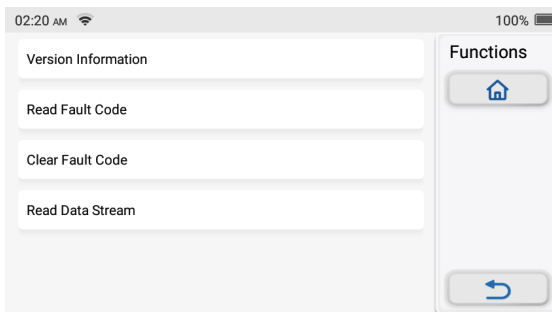 02:20 AM
100%
Version Information
Read Fault Code
Clear Fault Code
Read Data Stream
Functions